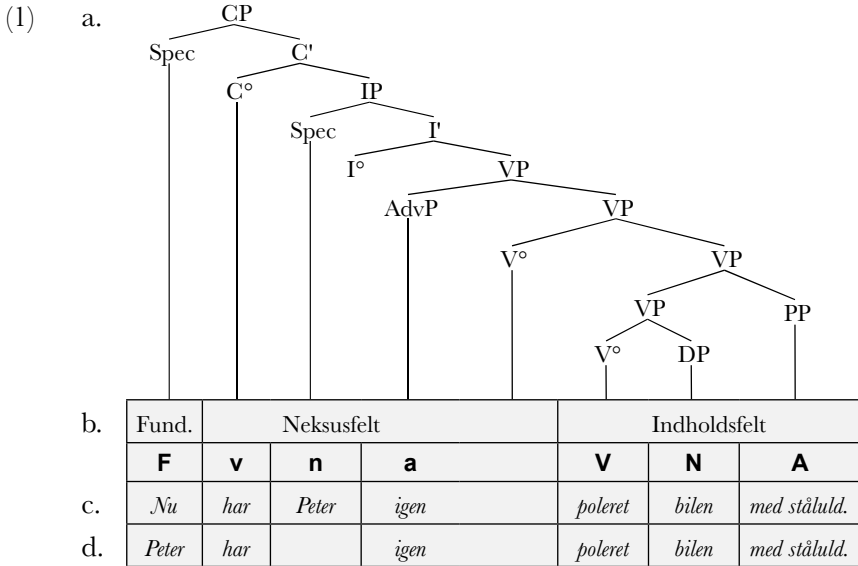 (1) a. CP
Spec C'
C° IP
Spec I'
I° VP
AdvP VP
V° VP
VP PP
V° DP
b. Fund. Neksusfelt Indholdsfelt
F v n a V N A
c. Nu har Peter igen poleret bilen med ståluld.
d. Peter har igen poleret bilen med ståluld.